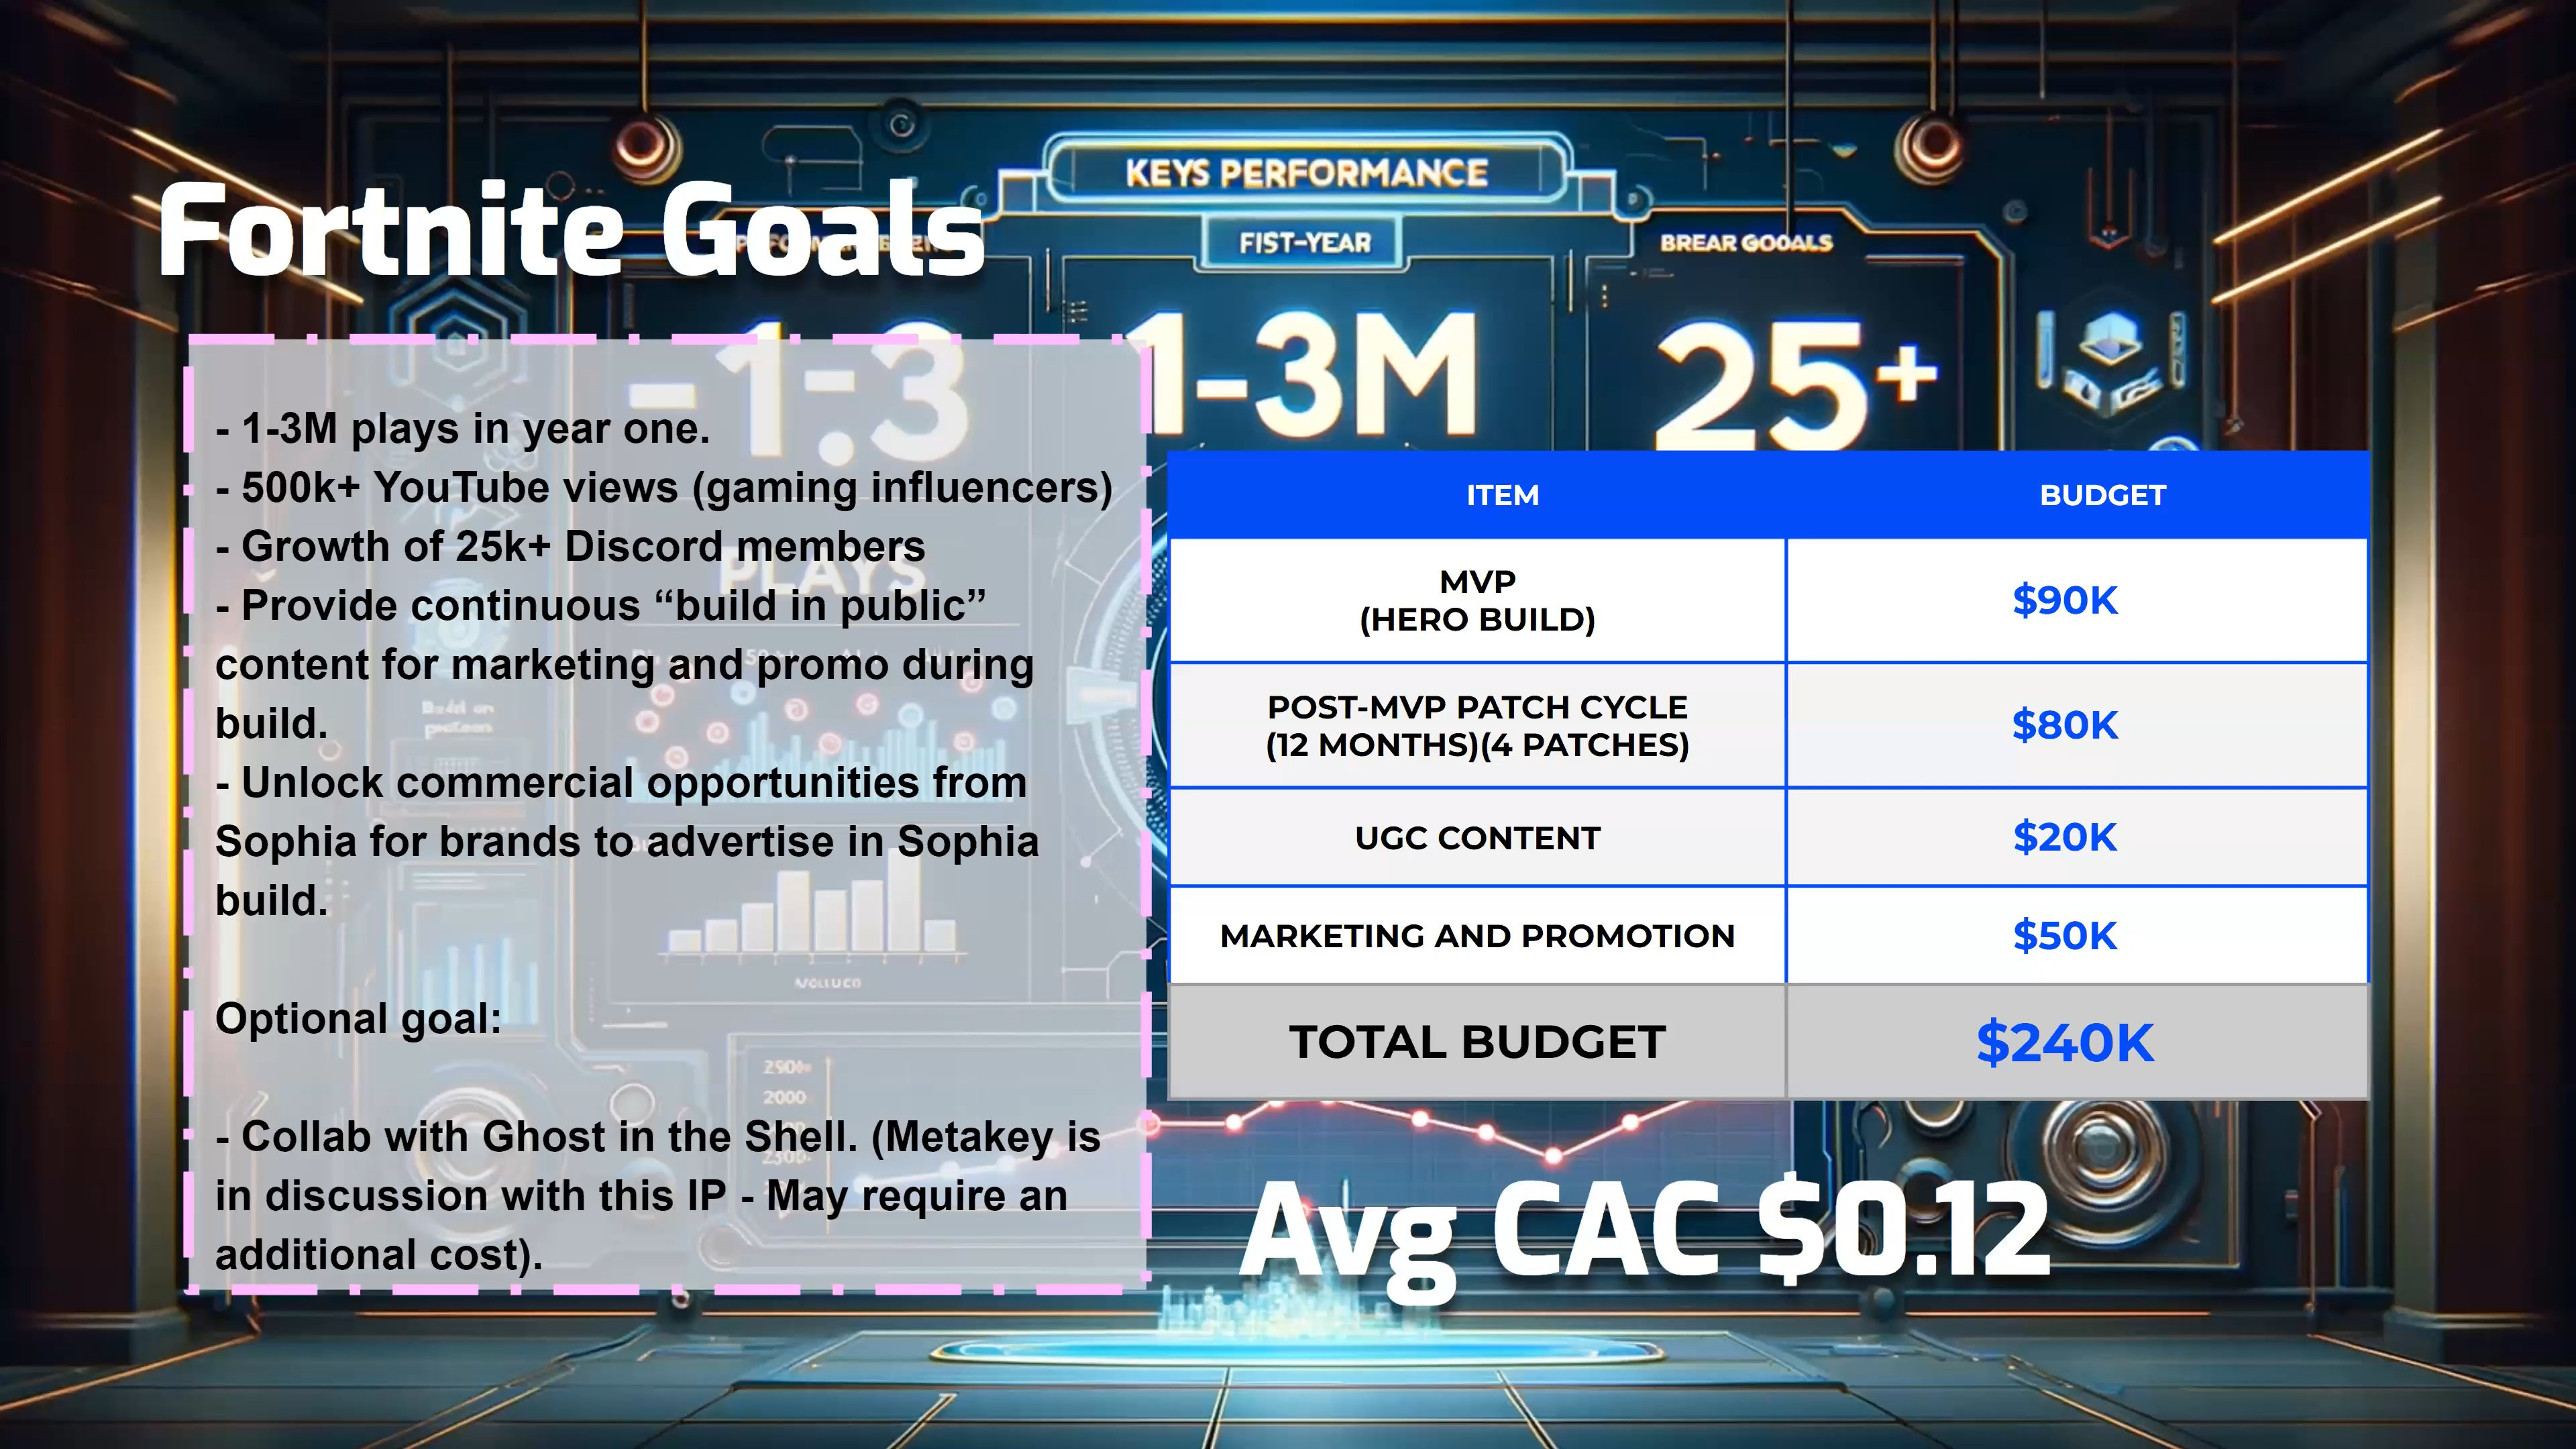 KEYS PERFORMANCE
Fortnite Goals
FIST-YEAR
BREAR GOOALS
-1-3
1-3M
25+
- 1-3M plays in year one.
- 500k+ YouTube views (gaming influencers)
- Growth of 25k+ Discord members
PLAYS
- Provide continuous “build in public”
content for marketing and promo during
build.
- Unlock commercial opportunities from
Sophia for brands to advertise in Sophia
build.
Optional goal:
2000
- Collab with Ghost in the Shell. (Metakey is
in discussion with this IP - May require an
additional cost).
ITEM BUDGET
MVP
(HERO BUILD)
$90K
POST-MVP PATCH CYCLE
(12 MONTHS)(4 PATCHES)
$80K
UGC CONTENT $20K
MARKETING AND PROMOTION $50K
TOTAL BUDGET $240K
Avg CAC $0.12